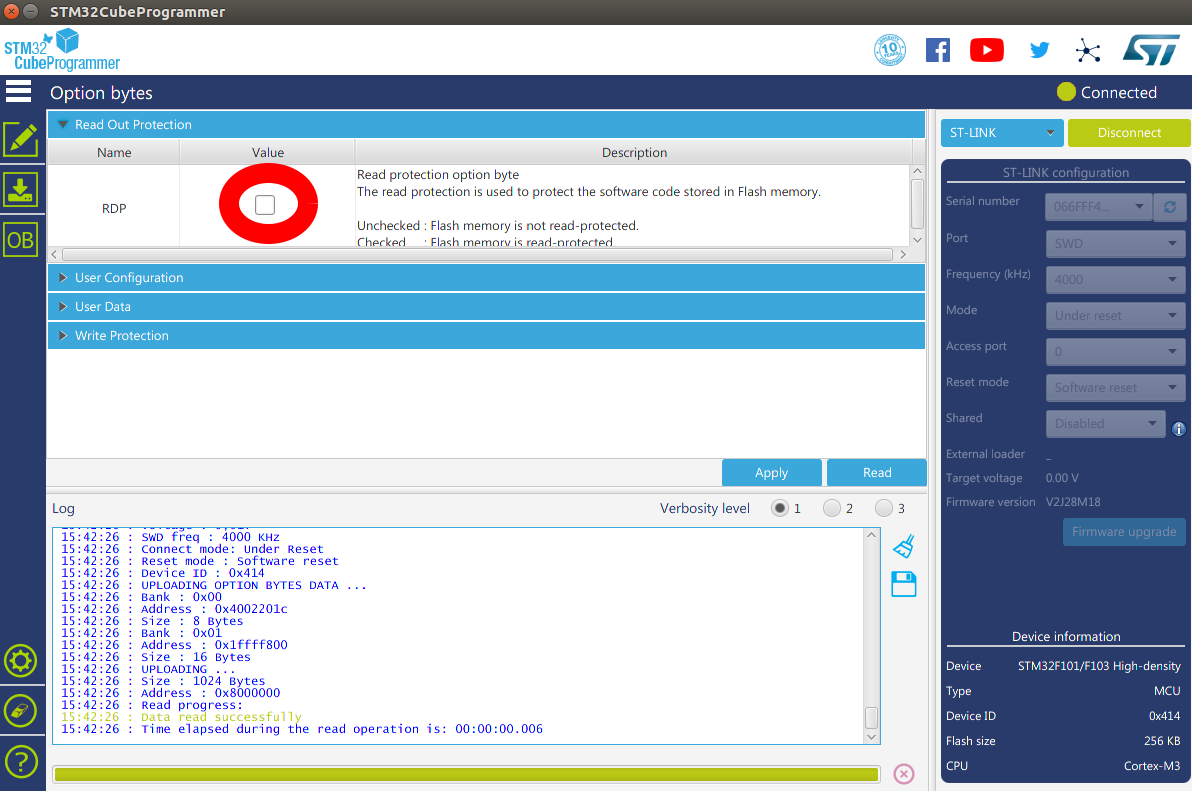 STM32CubeProgrammer
STM32
CubeProgrammer
10
YEARS
ST
Option bytes
Connected
Read Out Protection
Name Value Description
RDP
Read protection option byte
The read protection is used to protect the software code stored in Flash memory.
Unchecked : Flash memory is not read-protected.
Checked : Flash memory is read-protected
OB
User Configuration
User Data
Write Protection
Apply Read
Log
Verbosity level 1 2 3
15:42:26 : SWD freq : 4000 KHz
15:42:26 : Connect mode: Under Reset
15:42:26 : Reset mode : Software reset
15:42:26 : Device ID : 0x414
15:42:26 : UPLOADING OPTION BYTES DATA ...
15:42:26 : Bank : 0x00
15:42:26 : Address : 0x4002201c
15:42:26 : Size : 8 Bytes
15:42:26 : Bank : 0x01
15:42:26 : Address : 0x1ffff800
15:42:26 : Size : 16 Bytes
15:42:26 : UPLOADING ...
15:42:26 : Size : 1024 Bytes
15:42:26 : Address : 0x8000000
15:42:26 : Read progress:
15:42:26 : Data read successfully
15:42:26 : Time elapsed during the read operation is: 00:00:00.006
ST-LINK Disconnect
ST-LINK configuration
Serial number 066FFF4...
Port SWD
Frequency (kHz) 4000
Mode Under reset
Access port 0
Reset mode Software reset
Shared Disabled
External loader _
Target voltage 0.00 V
Firmware version V2J28M18
Firmware upgrade
Device information
Device STM32F101/F103 High-density
Type MCU
Device ID 0x414
Flash size 256 KB
CPU Cortex-M3